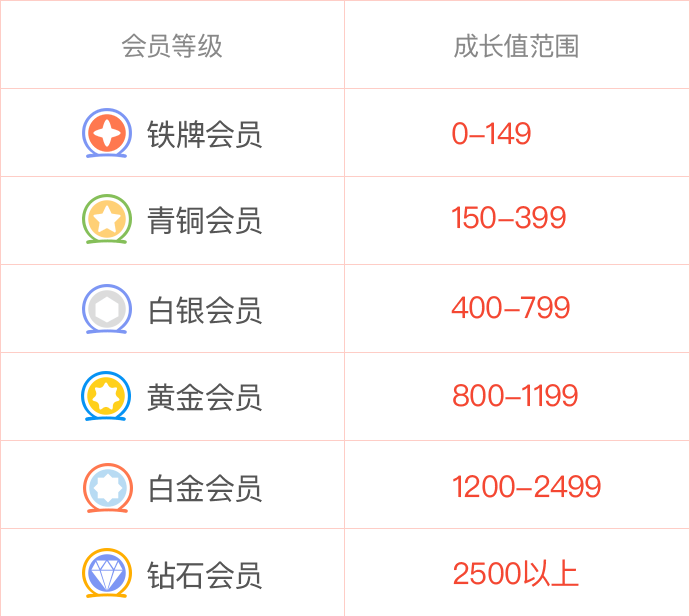 会员等级 成长值范围
铁牌会员 0–149
青铜会员 150–399
白银会员 400–799
黄金会员 800–1199
白金会员 1200–2499
钻石会员 2500以上